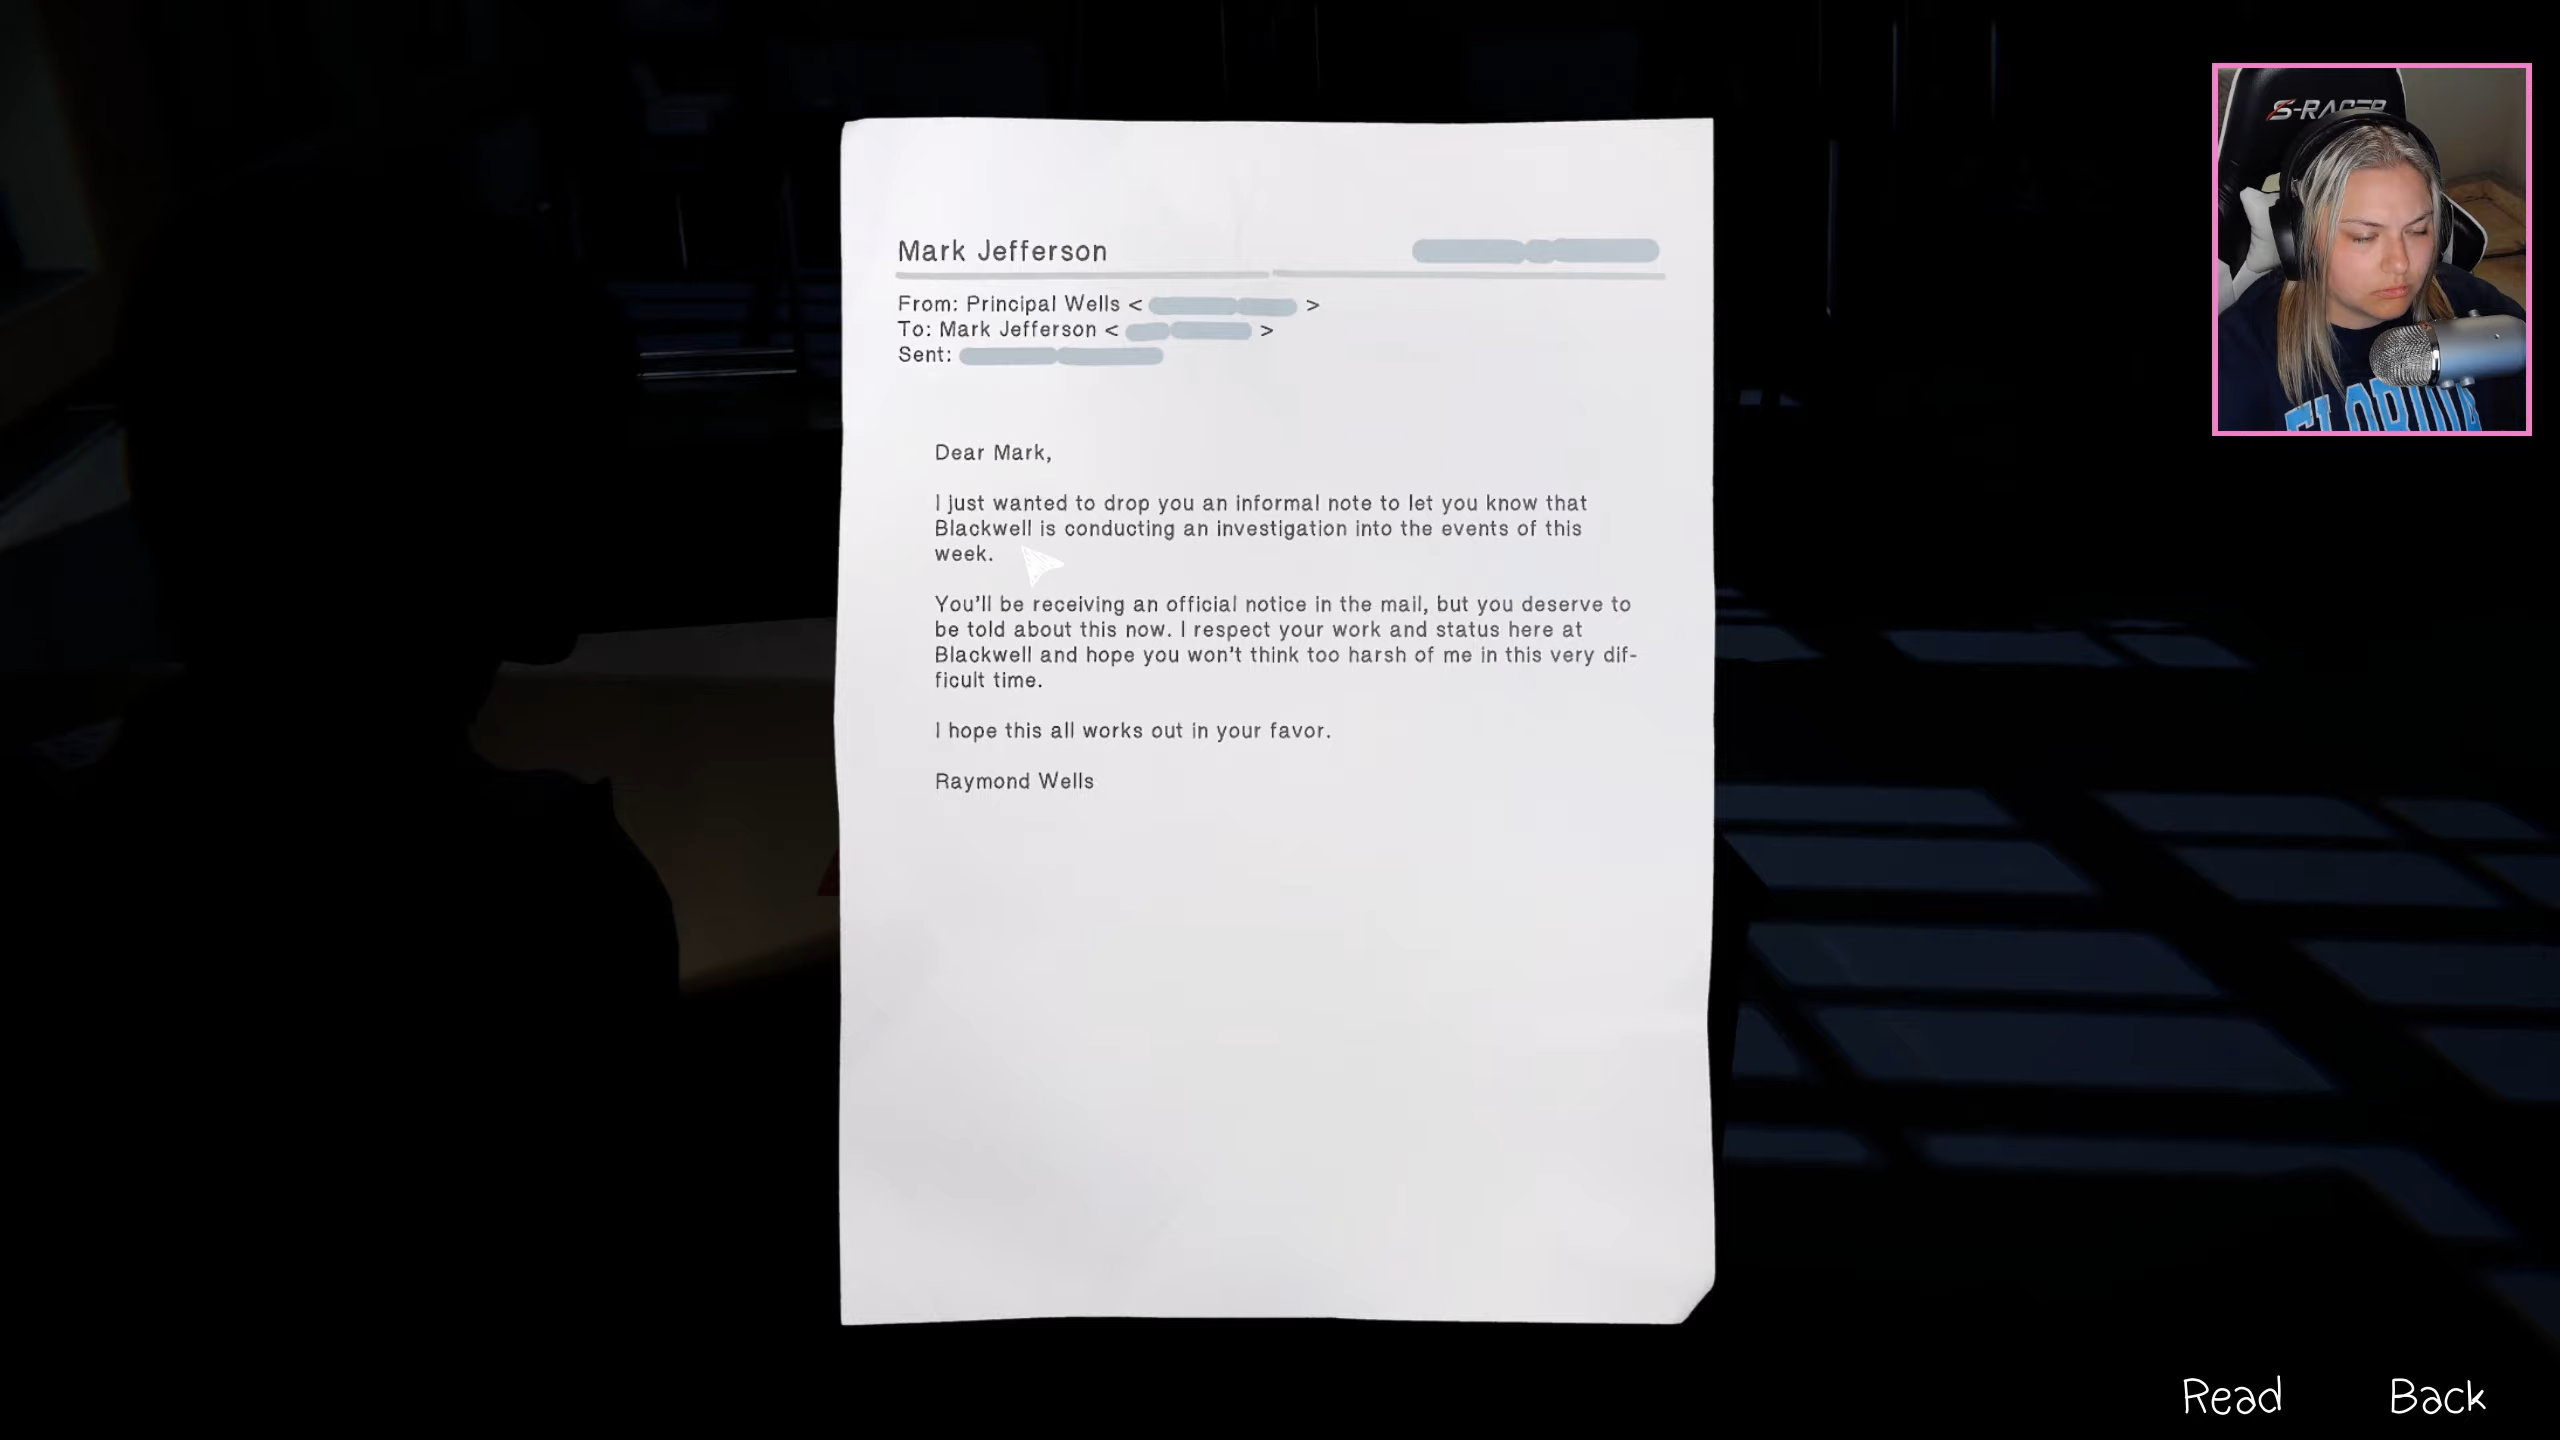 S-RACER
Mark Jefferson
From: Principal Wells < >
To: Mark Jefferson < >
Sent:
Dear Mark,
I just wanted to drop you an informal note to let you know that
Blackwell is conducting an investigation into the events of this
week.
You'll be receiving an official notice in the mail, but you deserve to
be told about this now. I respect your work and status here at
Blackwell and hope you won't think too harsh of me in this very dif-
ficult time.
I hope this all works out in your favor.
Raymond Wells
FLORIDA
Read Back